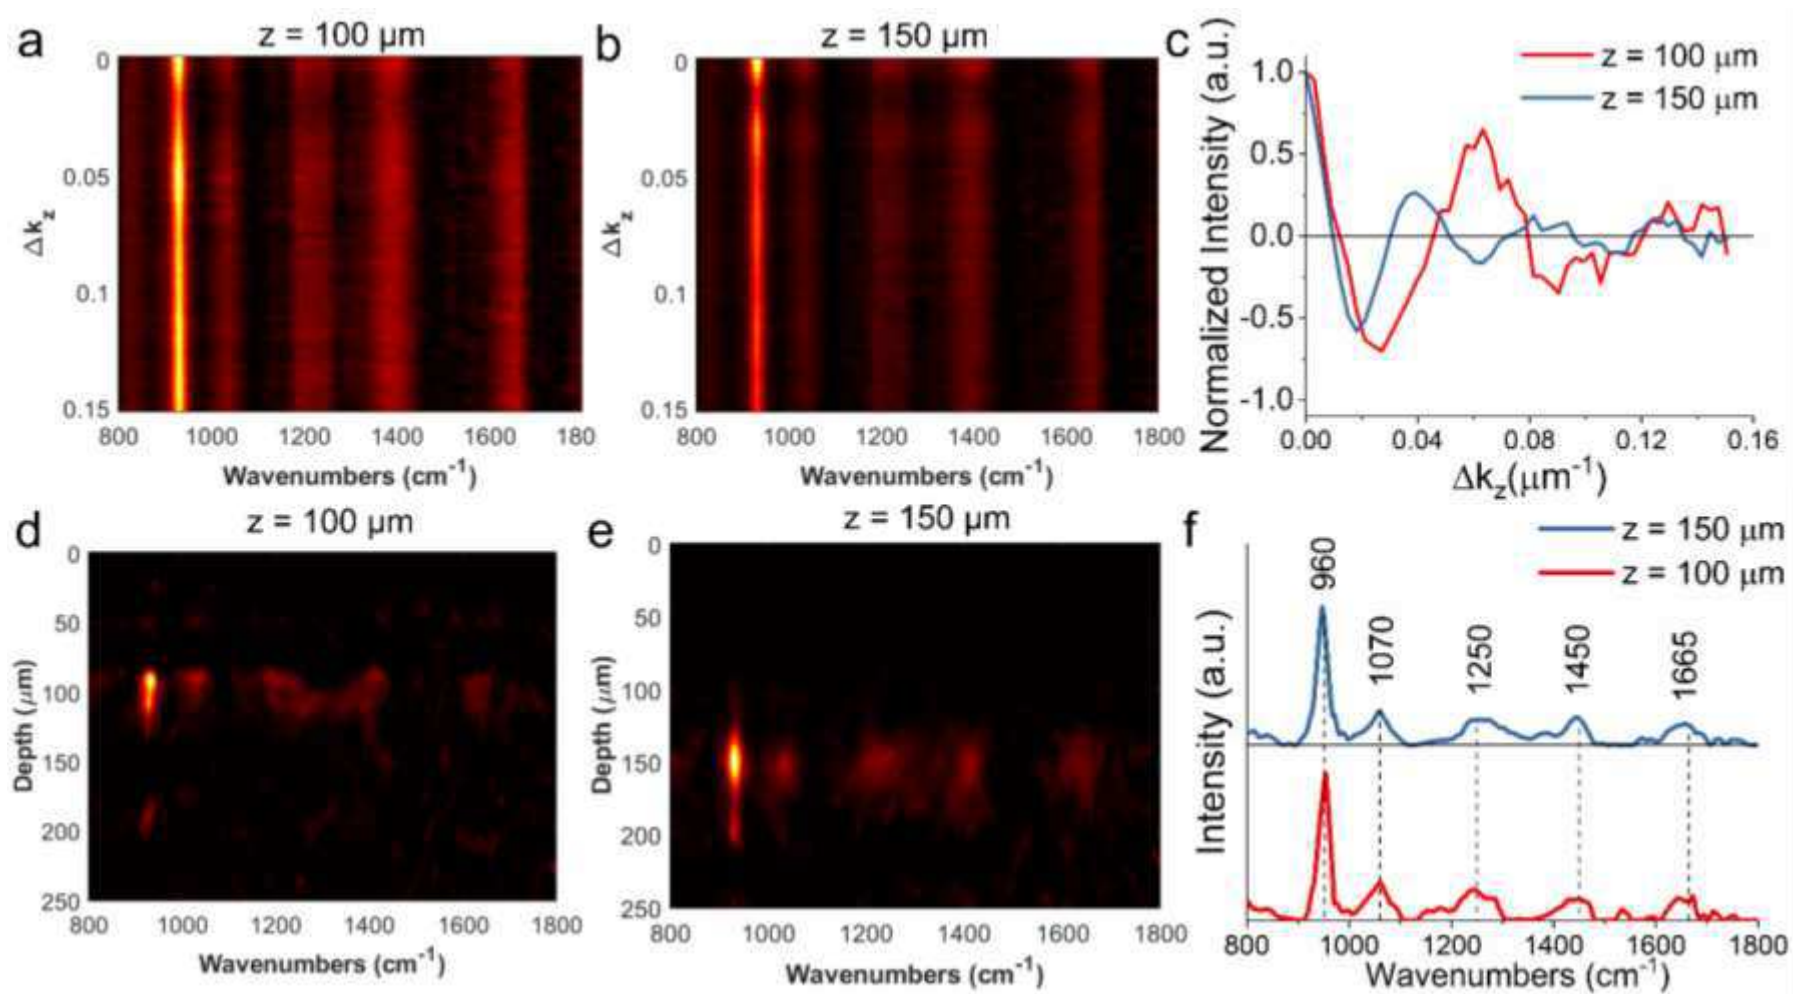 a
z = 100 μm
0
0.05
0.1
0.15
Δkz
800 1000 1200 1400 1600 180
Wavenumbers (cm-1)
b
z = 150 μm
0
0.05
0.1
0.15
Δkz
800 1000 1200 1400 1600 1800
Wavenumbers (cm-1)
c
z = 100 μm
z = 150 μm
Normalized Intensity (a.u.)
1.0
0.5
0.0
-0.5
-1.0
0.00 0.04 0.08 0.12 0.16
Δkz(μm-1)
d
z = 100 μm
0
50
100
150
200
250
Depth (μm)
800 1000 1200 1400 1600 1800
Wavenumbers (cm-1)
e
z = 150 μm
0
50
100
150
200
250
Depth (μm)
800 1000 1200 1400 1600 1800
Wavenumbers (cm-1)
f
z = 150 μm
z = 100 μm
960
1070
1250
1450
1665
Intensity (a.u.)
800 1000 1200 1400 1600 1800
Wavenumbers (cm-1)